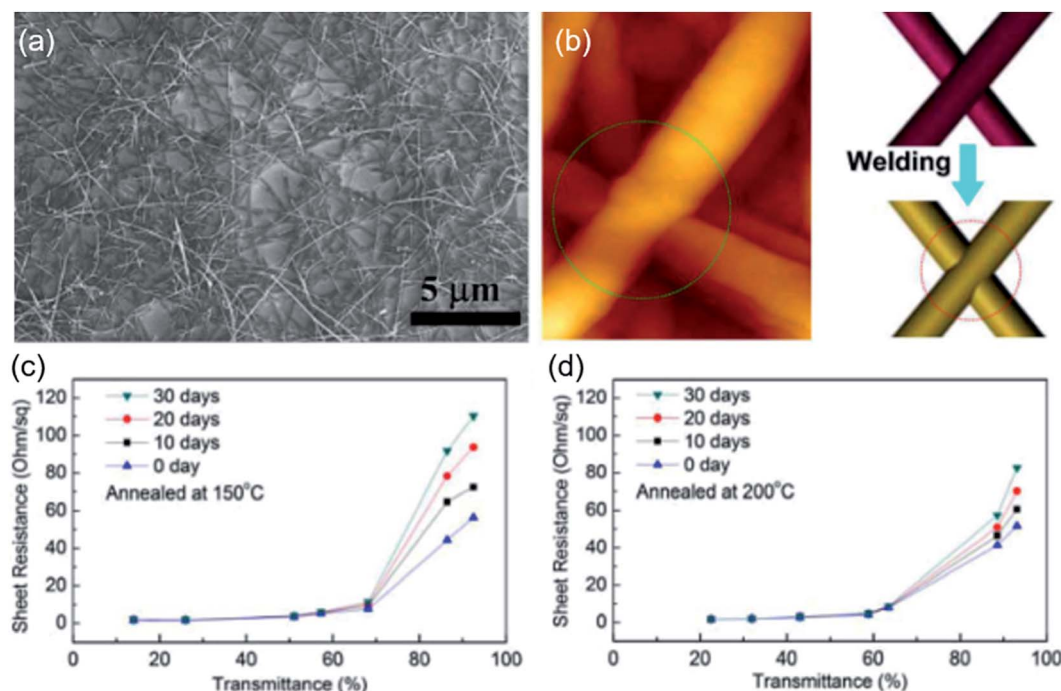 (a)
5 μm
(b)
Welding
(c)
Sheet Resistance (Ohm/sq)
120
100
80
60
40
20
0
30 days
20 days
10 days
0 day
Annealed at 150°C
0 20 40 60 80 100
Transmittance (%)
(d)
Sheet Resistance (Ohm/sq)
120
100
80
60
40
20
0
30 days
20 days
10 days
0 day
Annealed at 200°C
0 20 40 60 80 100
Transmittance (%)